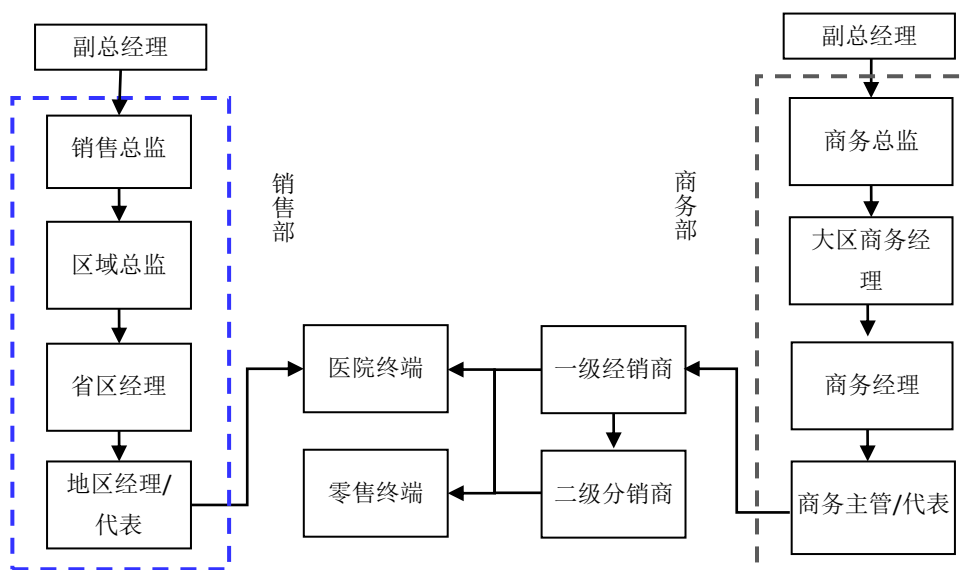 副总经理
副总经理
销售总监
商务总监
销售部
商务部
区域总监
大区商务经
理
省区经理
医院终端
一级经销商
商务经理
地区经理/
代表
零售终端
二级分销商
商务主管/代表